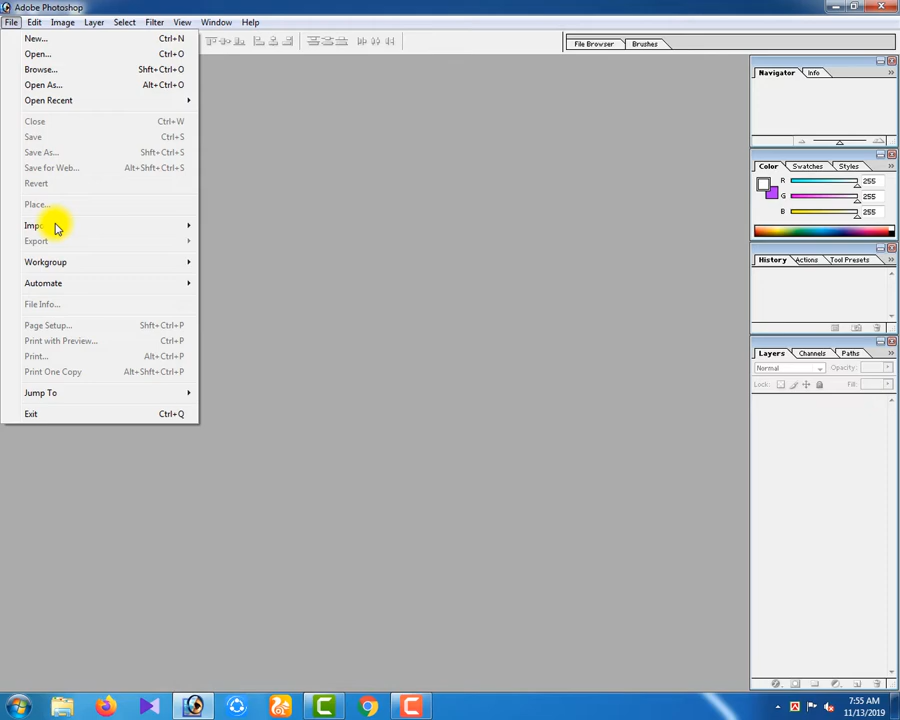 Adobe Photoshop
File Edit Image Layer Select Filter View Window Help
File Browser Brushes
New... Ctrl+N
Open... Ctrl+O
Browse... Shft+Ctrl+O
Open As... Alt+Ctrl+O
Open Recent
Close Ctrl+W
Save Ctrl+S
Save As... Shft+Ctrl+S
Save for Web... Alt+Shft+Ctrl+S
Revert
Place...
Impo
Export
Workgroup
Automate
File Info...
Page Setup... Shft+Ctrl+P
Print with Preview... Ctrl+P
Print... Alt+Ctrl+P
Print One Copy Alt+Shft+Ctrl+P
Jump To
Exit Ctrl+Q
Navigator Info
Color Swatches Styles
R 255
G 255
B 255
History Actions Tool Presets
Layers Channels Paths
Normal Opacity:
Lock: Fill:
7:55 AM
11/13/2019